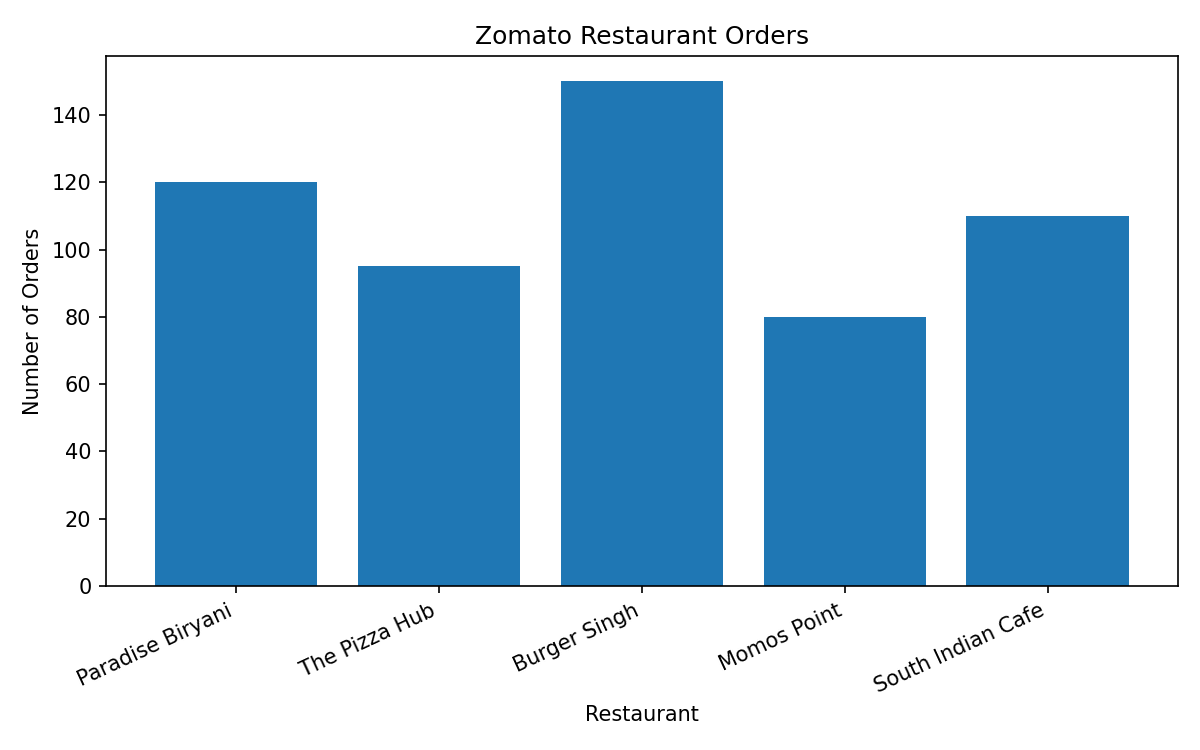 Zomato Restaurant Orders
Number of Orders
140
120
100
80
60
40
20
0
Paradise Biryani
The Pizza Hub
Burger Singh
Momos Point
South Indian Cafe
Restaurant